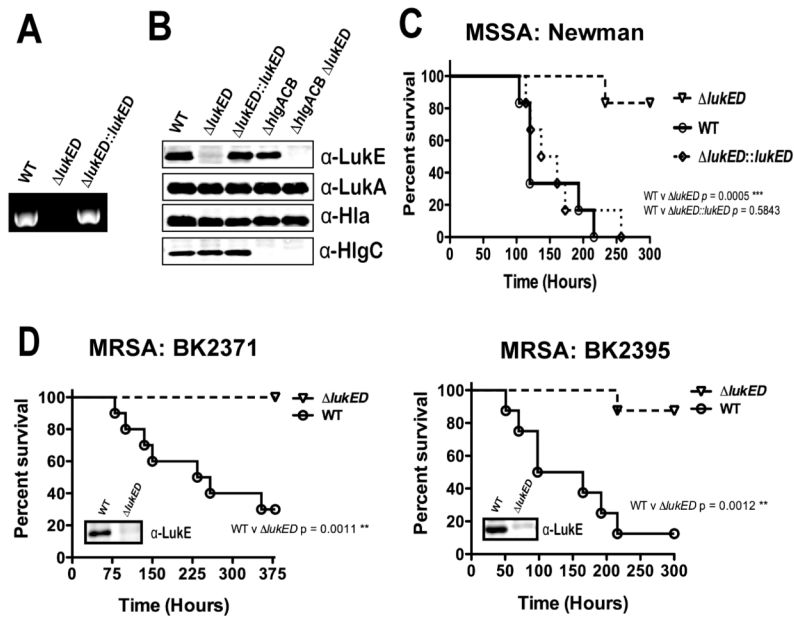 A
WT
ΔlukED
ΔlukED::lukED
B
WT
ΔlukED
ΔlukED::lukED
ΔhlgACB
ΔhlgACB ΔlukED
α-LukE
α-LukA
α-Hla
α-HlgC
C
MSSA: Newman
Percent survival
100
80
60
40
20
0
0 50 100 150 200 250 300
Time (Hours)
ΔlukED
WT
ΔlukED::lukED
WT v ΔlukED p = 0.0005 ***
WT v ΔlukED::lukED p = 0.5843
D
MRSA: BK2371
Percent survival
100
80
60
40
20
0
0 75 150 225 300 375
Time (Hours)
ΔlukED
WT
WT
ΔlukED
α-LukE
WT v ΔlukED p = 0.0011 **
MRSA: BK2395
Percent survival
100
80
60
40
20
0
0 50 100 150 200 250 300
Time (Hours)
ΔlukED
WT
WT
ΔlukED
α-LukE
WT v ΔlukED p = 0.0012 **